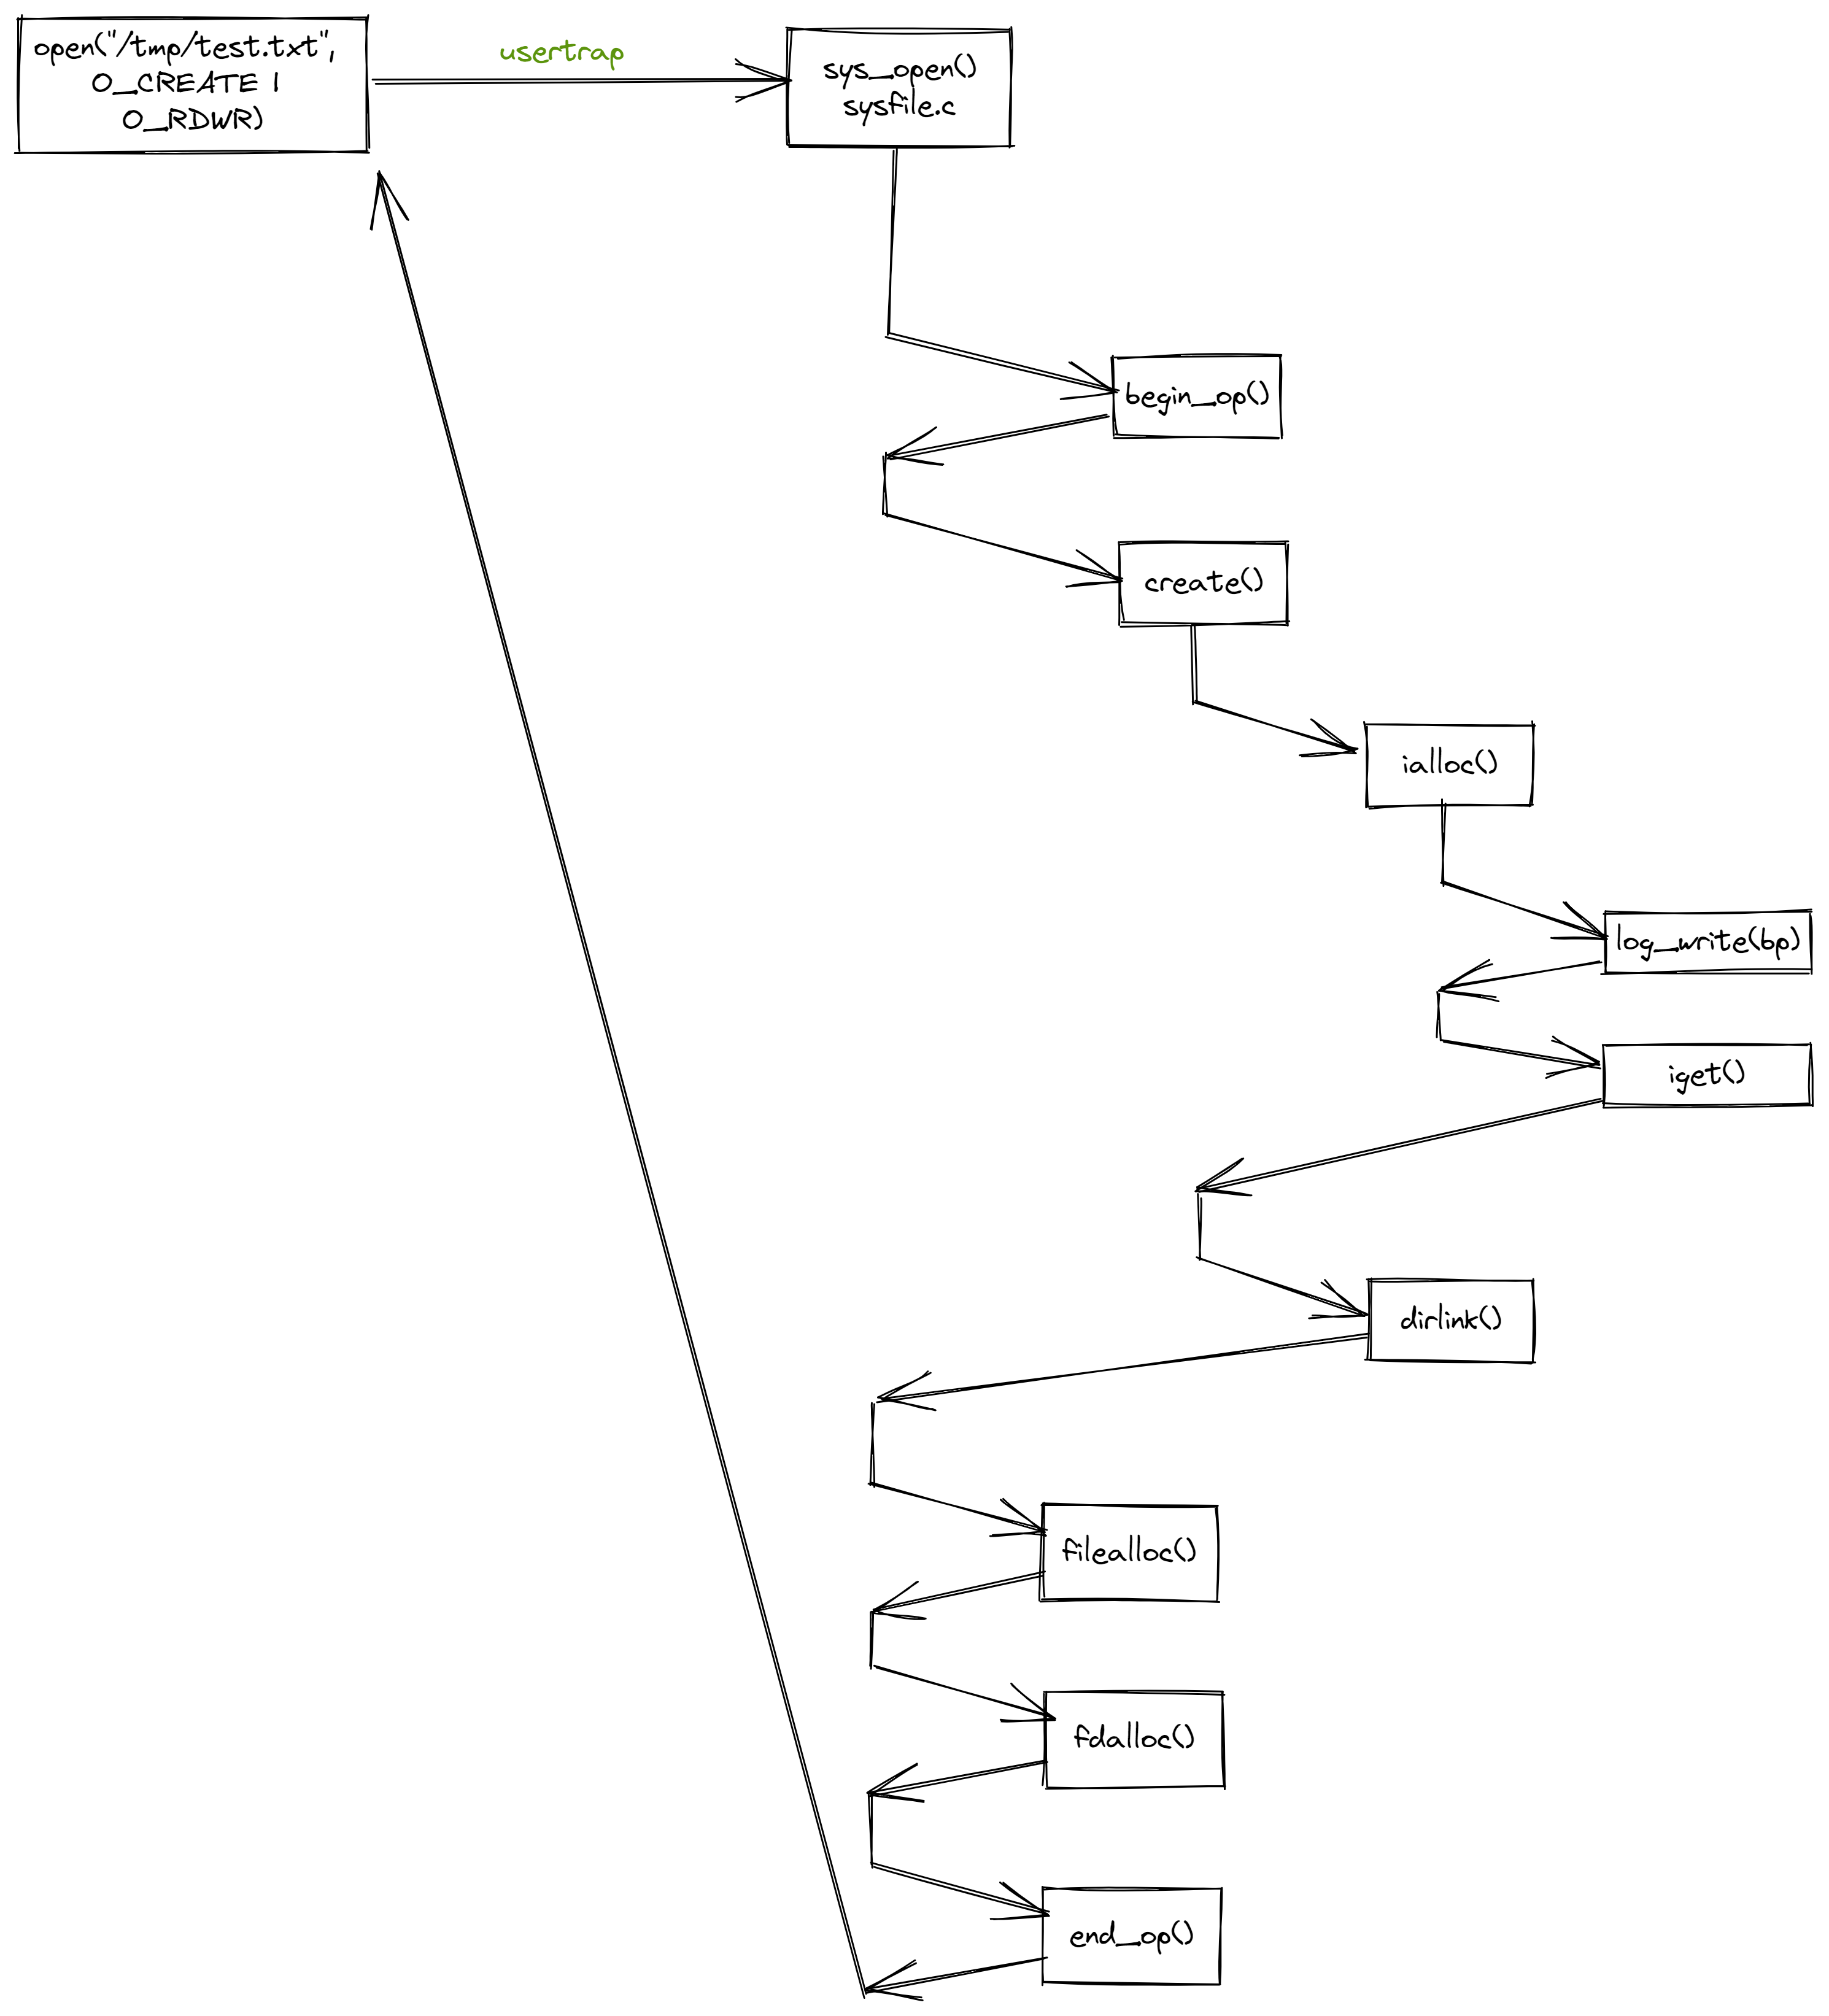 open("/tmp/test.txt",
O_CREATE |
O_RDWR)
usertrap
sys_open()
sysfile.c
begin_op()
create()
ialloc()
log_write(bp)
iget()
dirlink()
filealloc()
fdalloc()
end_op()